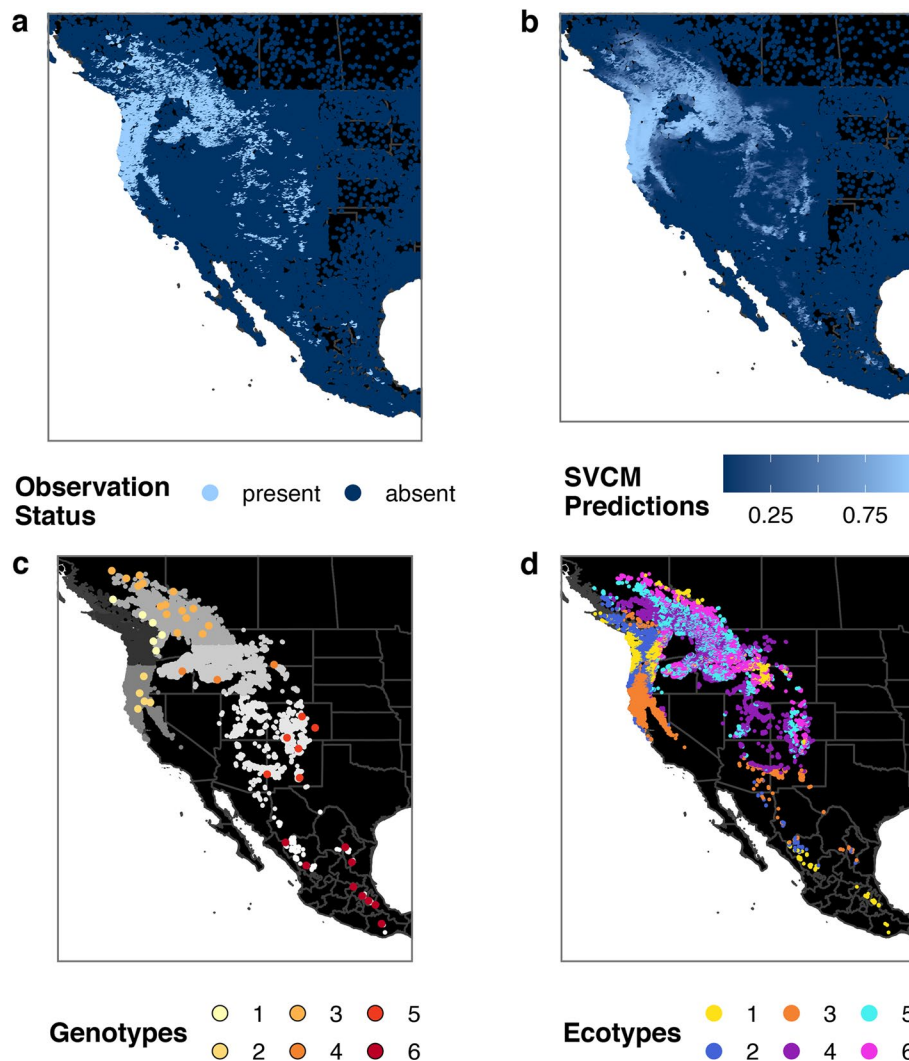 a
b
Observation
Status
present
absent
SVCM
Predictions
0.25
0.75
c
d
Genotypes
1
3
5
2
4
6
Ecotypes
1
3
5
2
4
6